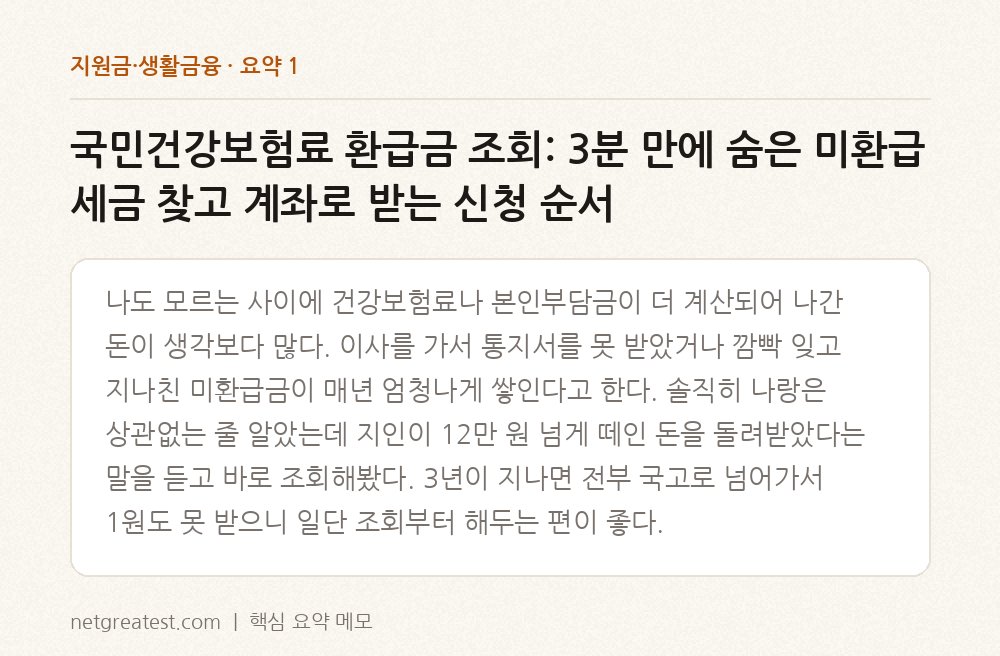 지원금·생활금융 · 요약 1
국민건강보험료 환급금 조회: 3분 만에 숨은 미환급
세금 찾고 계좌로 받는 신청 순서
나도 모르는 사이에 건강보험료나 본인부담금이 더 계산되어 나간
돈이 생각보다 많다. 이사를 가서 통지서를 못 받았거나 깜빡 잊고
지나친 미환급금이 매년 엄청나게 쌓인다고 한다. 솔직히 나랑은
상관없는 줄 알았는데 지인이 12만 원 넘게 떼인 돈을 돌려받았다는
말을 듣고 바로 조회해봤다. 3년이 지나면 전부 국고로 넘어가서
1원도 못 받으니 일단 조회부터 해두는 편이 좋다.
netgreatest.com | 핵심 요약 메모